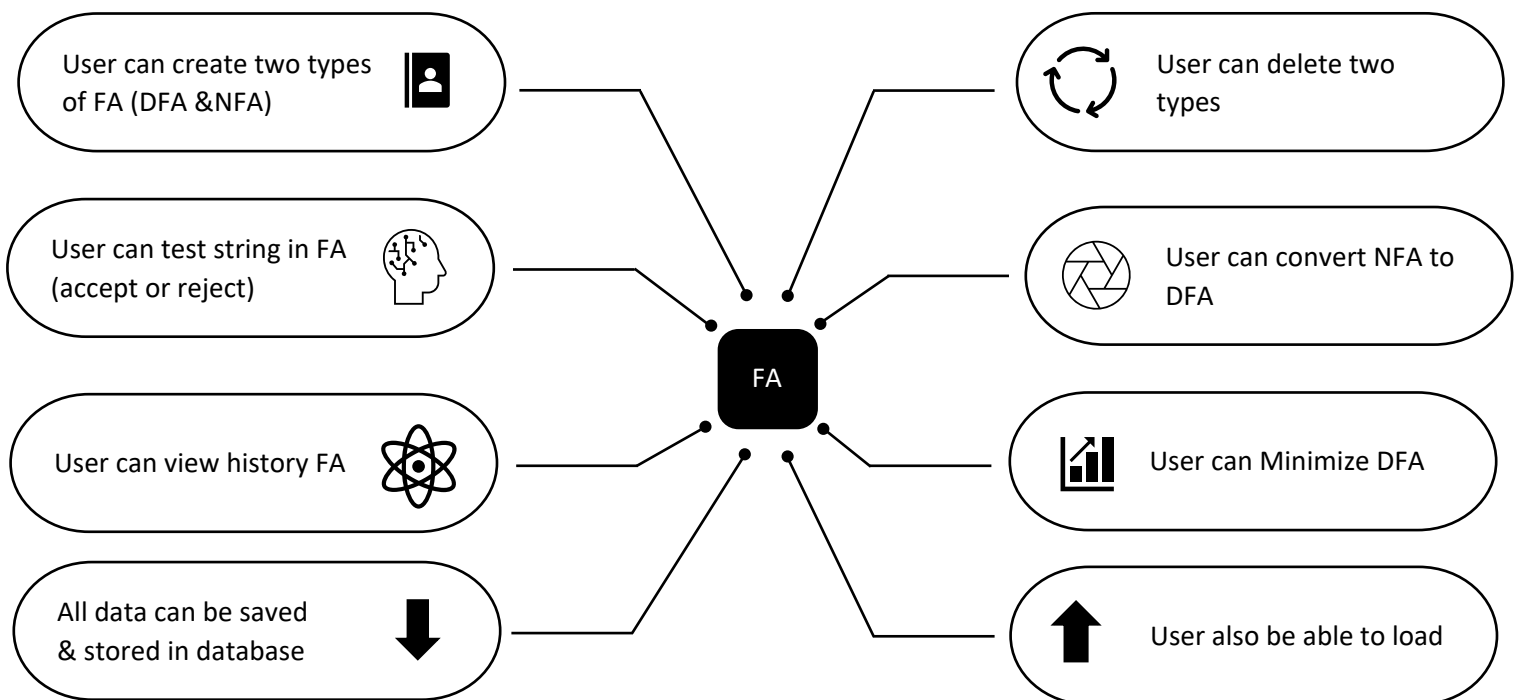 User can create two types
of FA (DFA &NFA)
User can test string in FA
(accept or reject)
User can view history FA
All data can be saved
& stored in database
FA
User can delete two
types
User can convert NFA to
DFA
User can Minimize DFA
User also be able to load